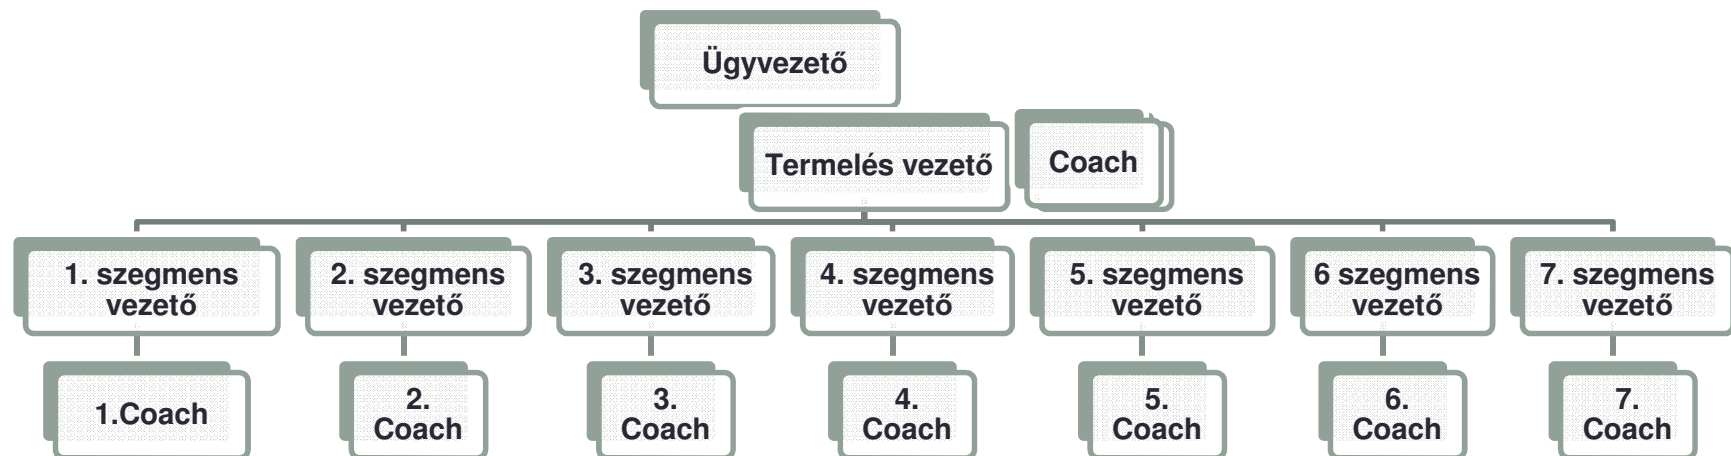 Ügyvezető
Termelés vezető
Coach
1. szegmens
vezető
2. szegmens
vezető
3. szegmens
vezető
4. szegmens
vezető
5. szegmens
vezető
6 szegmens
vezető
7. szegmens
vezető
1.Coach
2.
Coach
3.
Coach
4.
Coach
5.
Coach
6.
Coach
7.
Coach